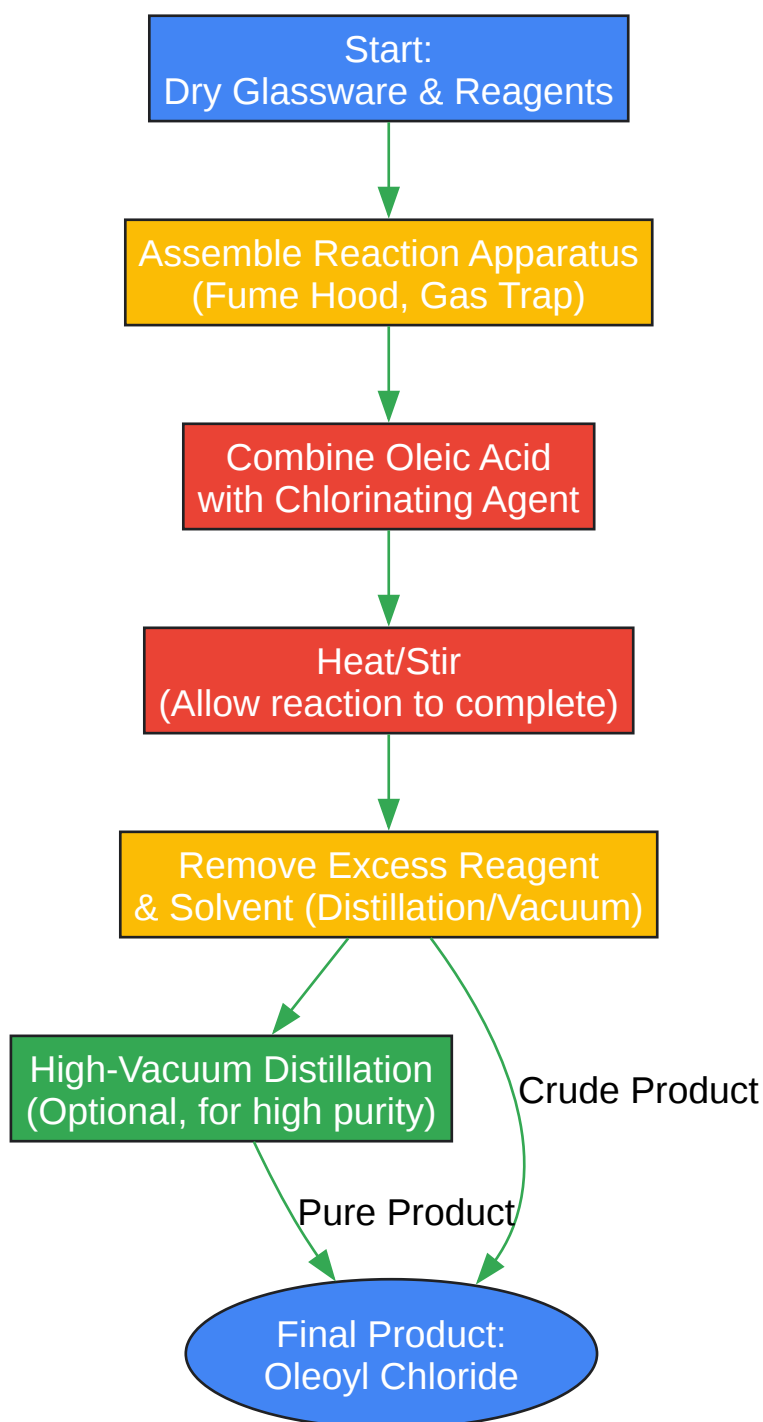 Start:
Dry Glassware & Reagents
Assemble Reaction Apparatus
(Fume Hood, Gas Trap)
Combine Oleic Acid
with Chlorinating Agent
Heat/Stir
(Allow reaction to complete)
Remove Excess Reagent
& Solvent (Distillation/Vacuum)
High-Vacuum Distillation
(Optional, for high purity)
Crude Product
Pure Product
Final Product:
Oleoyl Chloride